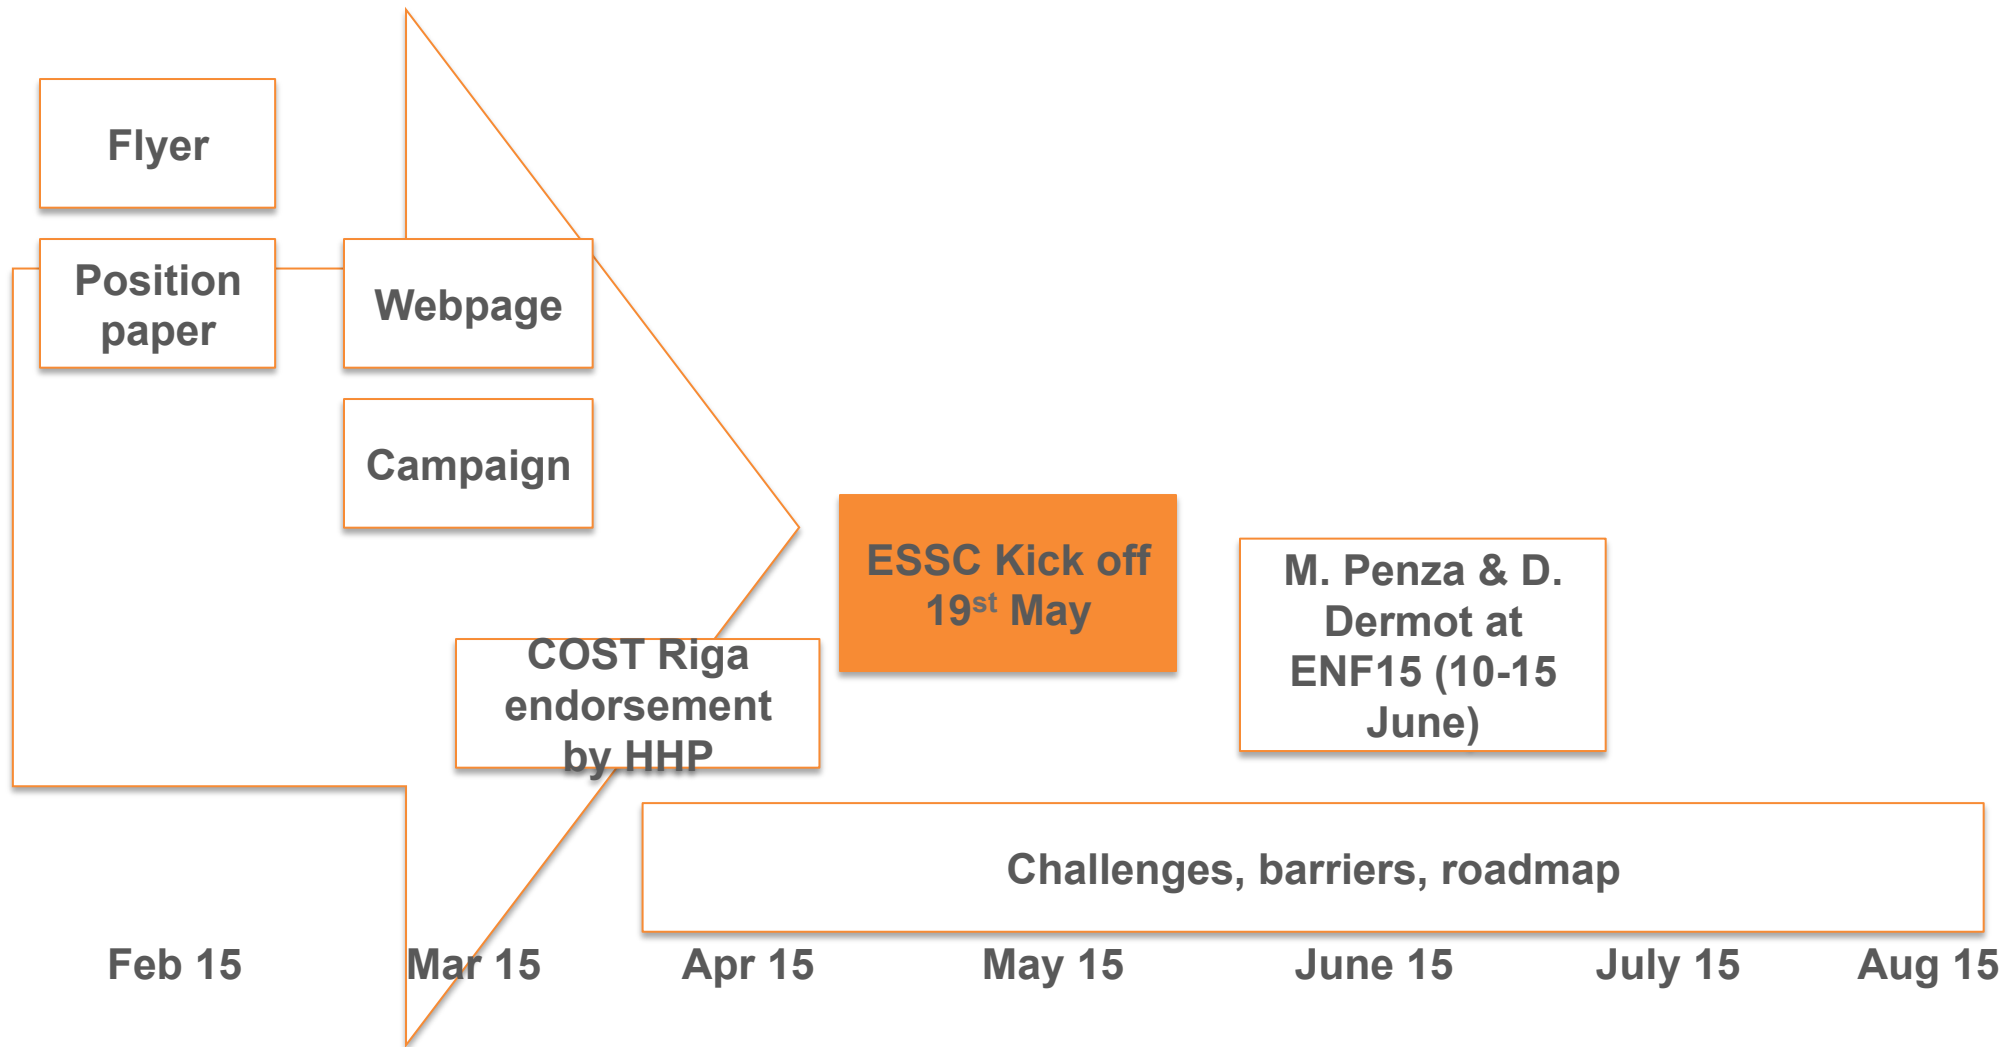 Flyer
Position
paper
Webpage
Campaign
ESSC Kick off
19st May
M. Penza & D.
Dermot at
ENF15 (10-15
June)
COST Riga
endorsement
by HHP
Challenges, barriers, roadmap
Feb 15 Mar 15 Apr 15 May 15 June 15 July 15 Aug 15